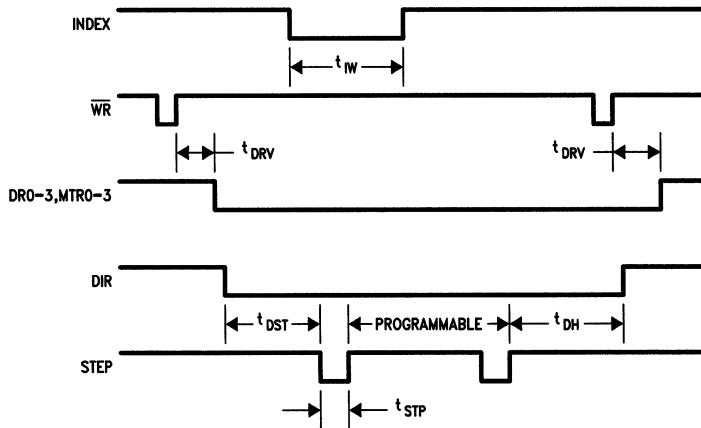 INDEX
t IW
WR
t DRV
t DRV
DR0-3,MTR0-3
DIR
t DST
PROGRAMMABLE
t DH
STEP
t STP